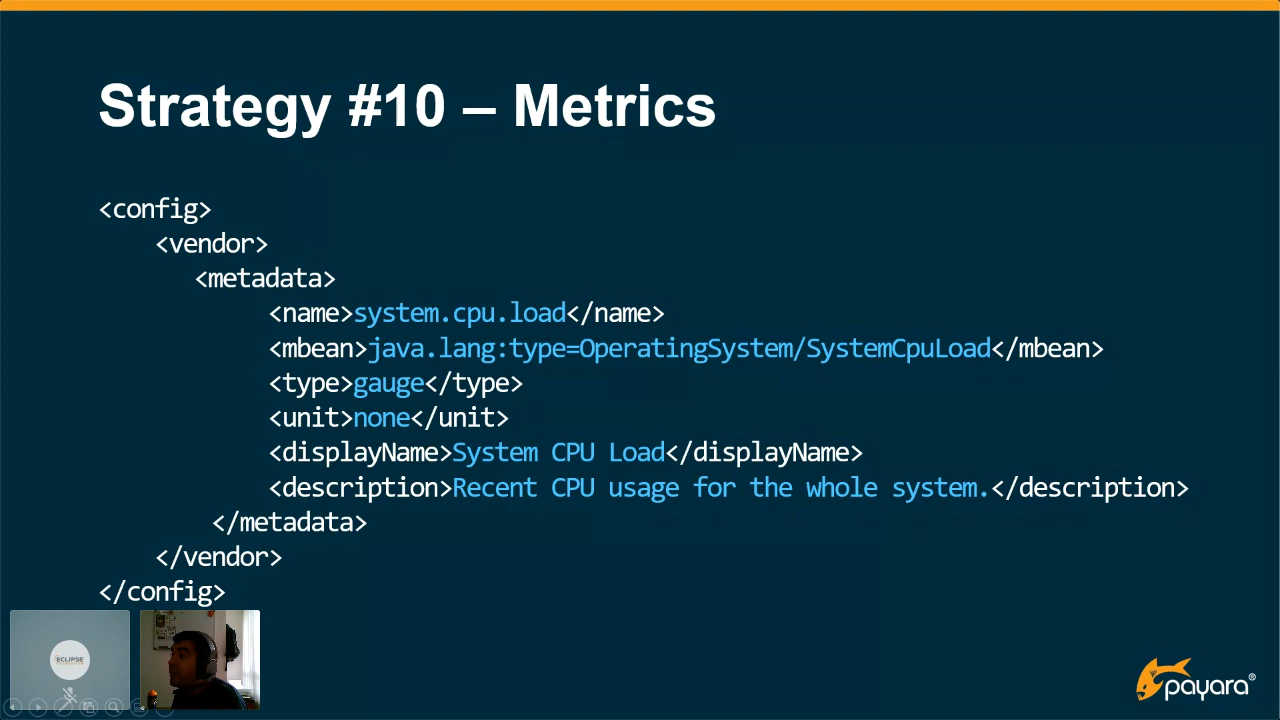 Strategy #10 – Metrics
<config>
<vendor>
<metadata>
<name>system.cpu.load</name>
<mbean>java.lang:type=OperatingSystem/SystemCpuLoad</mbean>
<type>gauge</type>
<unit>none</unit>
<displayName>System CPU Load</displayName>
<description>Recent CPU usage for the whole system.</description>
</metadata>
</vendor>
</config>
ECLIPSE
payara®